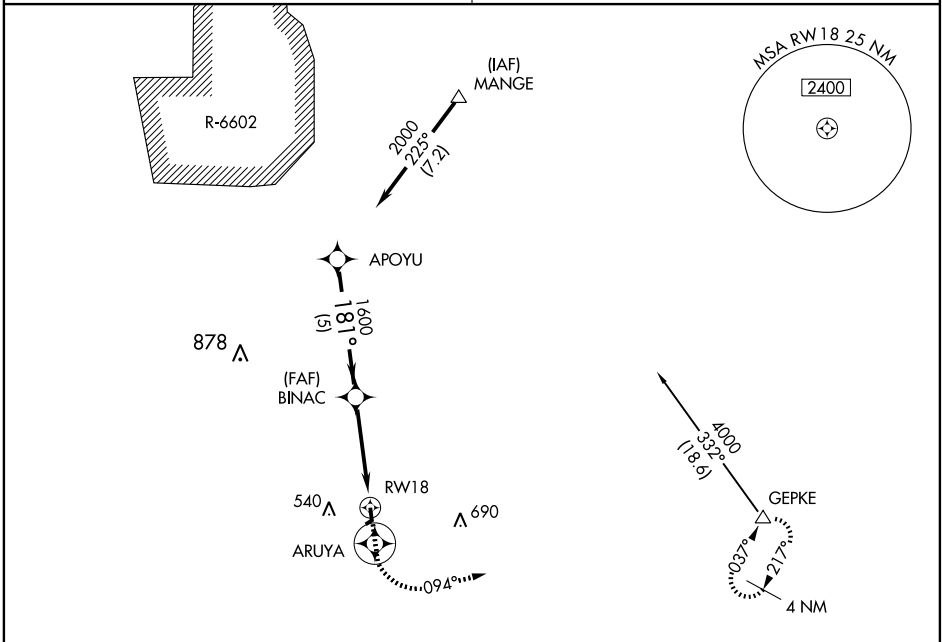 MSA RW18 25 NM
2400
(IAF)
MANGE
R-6602
2000
225°
(7.2)
APOYU
1600
181°
(5)
878
(FAF)
BINAC
4000
332°
(18.6)
RW18
540
690
GEPKE
ARUYA
037°
217°
094°
4 NM